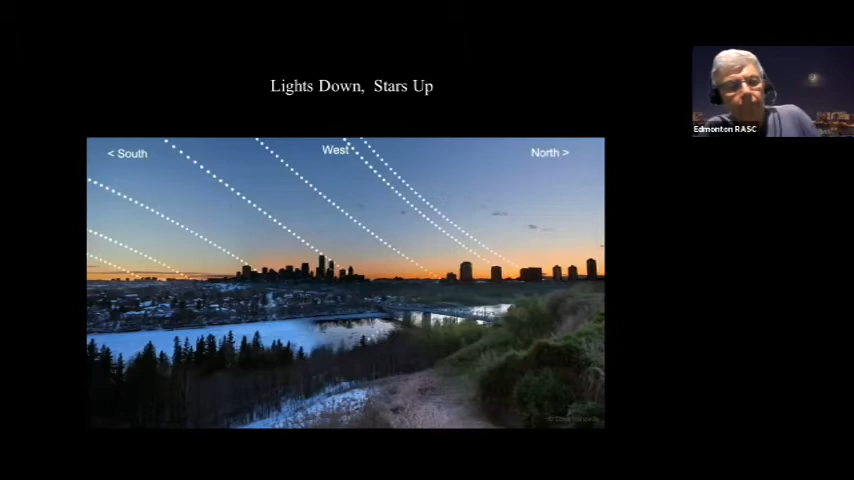 Lights Down, Stars Up
< South
West
North >
Edmonton RASC